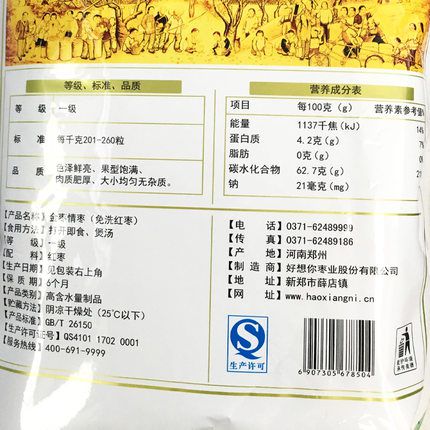 等级、标准、品质
等 级 一级
标 准 每千克201-260粒
品 质 色泽鲜亮、果型饱满、
肉质肥厚、大小均匀无杂质。
营养成分表
项目 每100克（g） 营养素参考值%
能量 1137千焦（kJ） 14%
蛋白质 4.2克（g） 7%
脂肪 0克（g）
碳水化合物 62.7克（g） 21
钠 21毫克（mg）
【产品名称】金枣情枣（免洗红枣）
【食用方法】打开即食、煲汤
【等 级】一级
【配 料】红枣
【生产日期】见包装右上角
【保 质 期】6个月
【产品类别】高含水量制品
【贮藏方法】阴凉干燥处（25℃以下）
【产品标准】GB/T 26150
【生产许可证号】QS4101 1702 0001
【服务热线】400-691-9999
【电 话】0371-62489999
【传 真】0371-62489186
【产 地】河南郑州
【制 造 商】好想你枣业股份有限公司
【地 址】新郑市薛店镇
【网 址】www.haoxiangni.cn
QS
生产许可
6 907305 678504